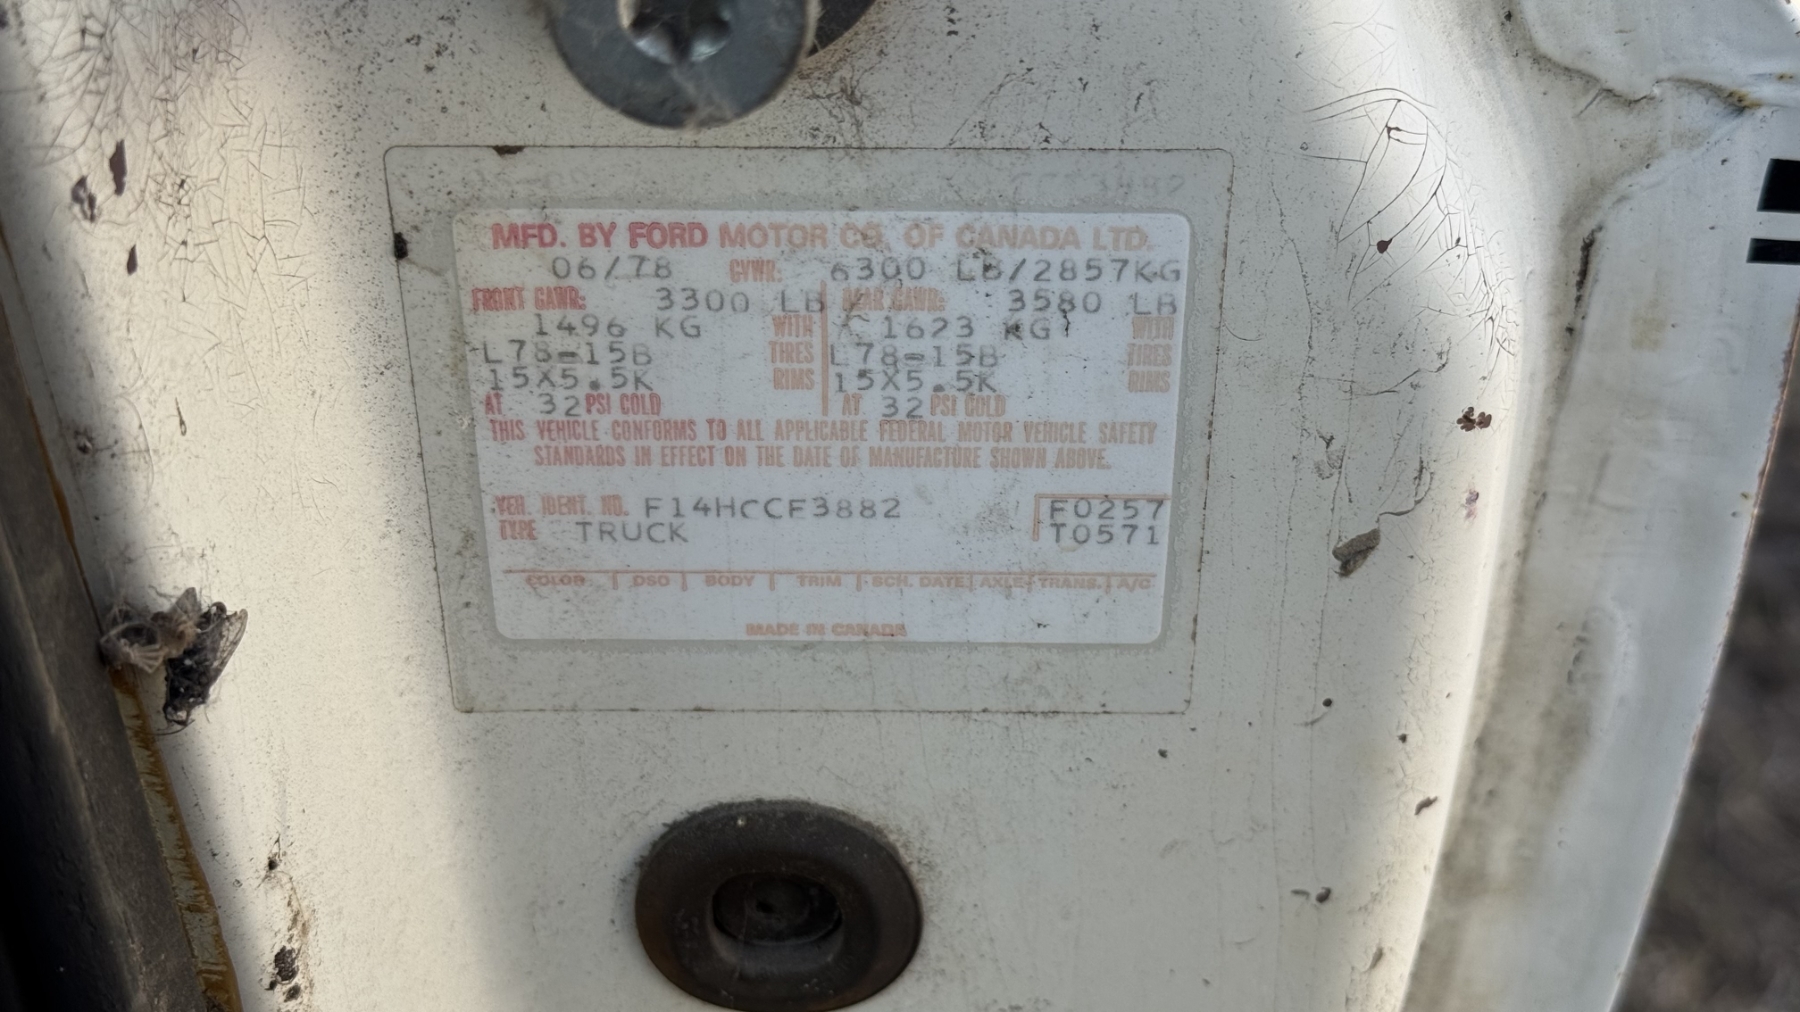 MFD. BY FORD MOTOR CO. OF CANADA LTD.
06/78 GVWR: 6300 LB/2857KG
FRONT GAWR: 3300 LB REAR GAWR: 3580 LB
1496 KG WITH 1623 KG WITH
L78-15B TIRES L78-15B TIRES
15X5.5K RIMS 15X5.5K RIMS
AT 32 PSI COLD AT 32 PSI COLD
THIS VEHICLE CONFORMS TO ALL APPLICABLE FEDERAL MOTOR VEHICLE SAFETY
STANDARDS IN EFFECT ON THE DATE OF MANUFACTURE SHOWN ABOVE.
VEH. IDENT. NO. F14HCCF3882 F0257
TYPE TRUCK T0571
COLOR DSO BODY TRIM SCH. DATE AXLE TRANS. A/C
MADE IN CANADA